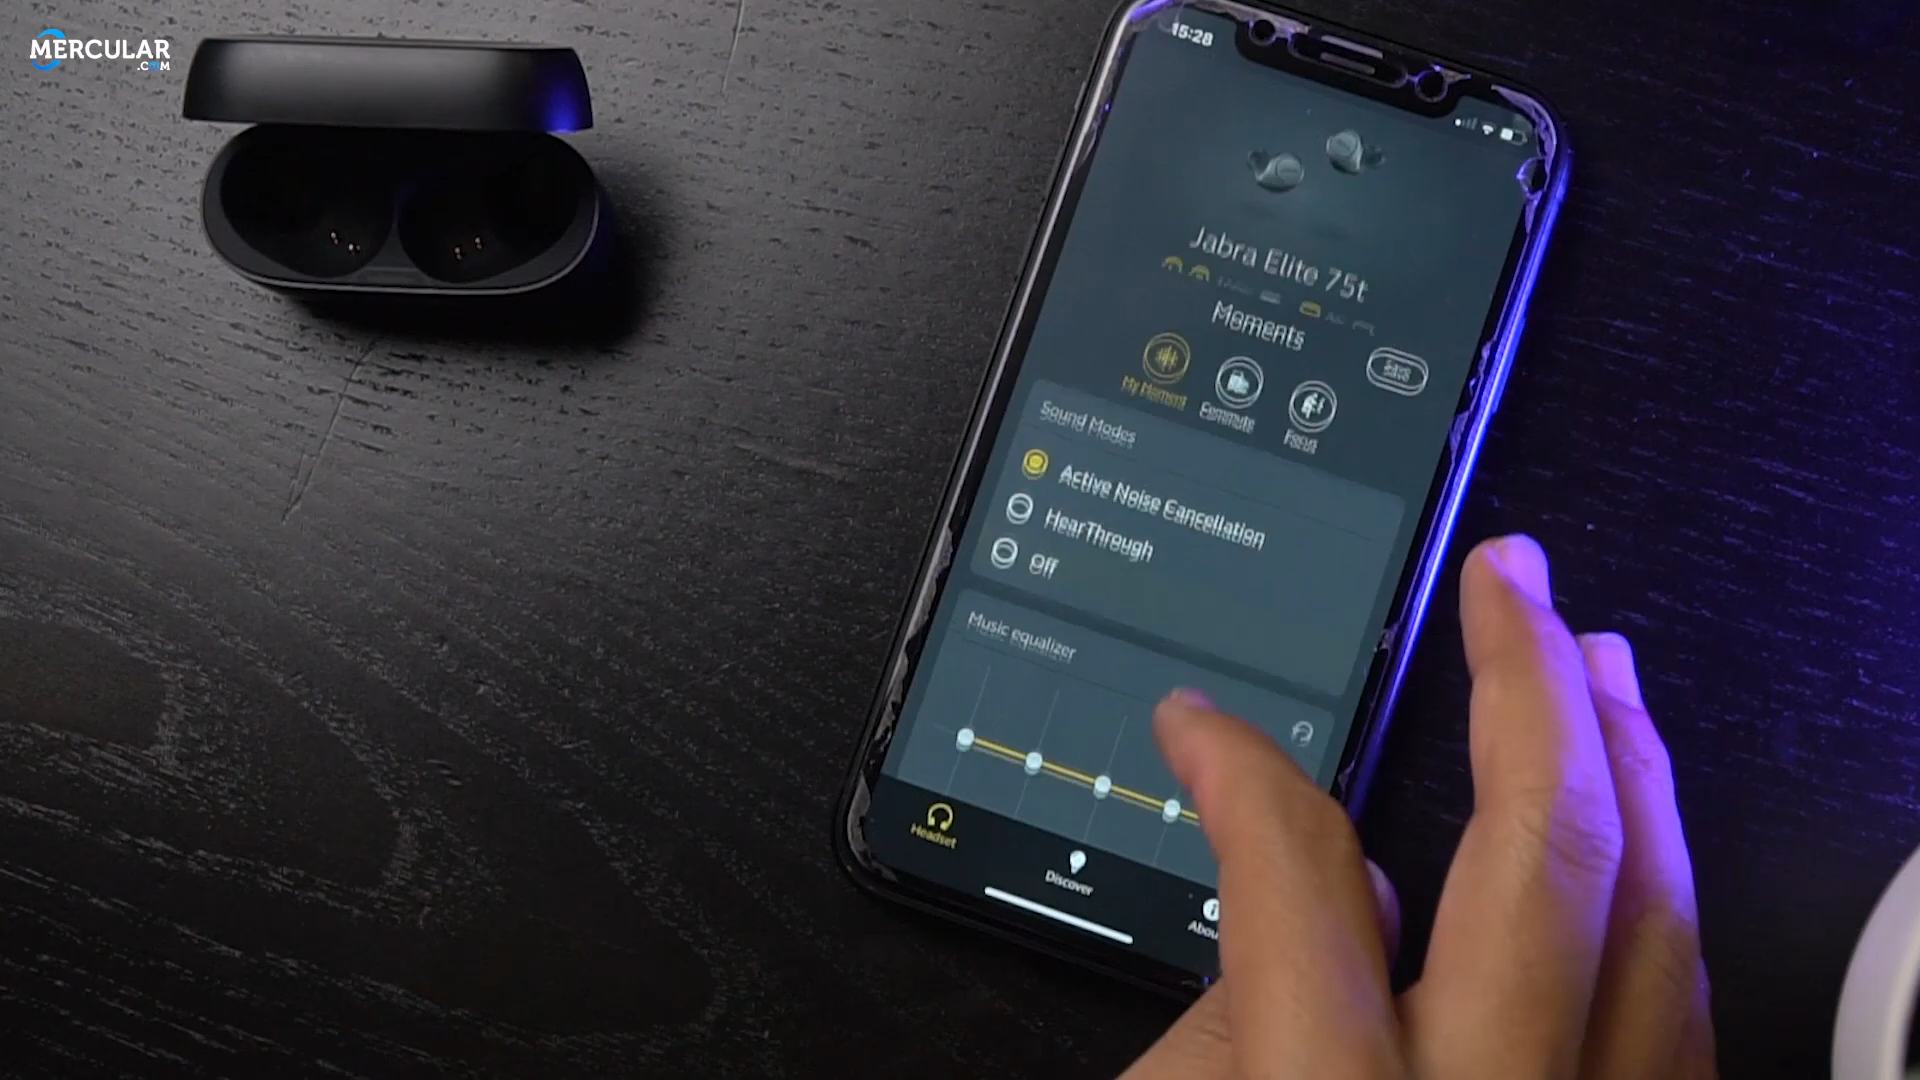 MERCULAR
.COM
15:28
Jabra Elite 75t
Moments
Save
My Moment
Commute
Focus
Sound Modes
Active Noise Cancellation
HearThrough
Off
Music equalizer
Headset
Discover